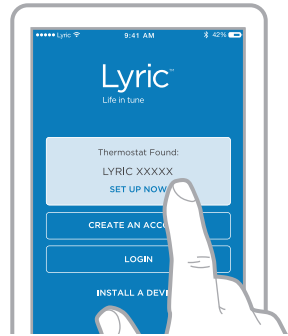 Lyric 9:41 AM 42%
Lyric™
Life in tune
Thermostat Found:
LYRIC XXXXX
SET UP NOW
CREATE AN ACCO
LOGIN
INSTALL A DEVI